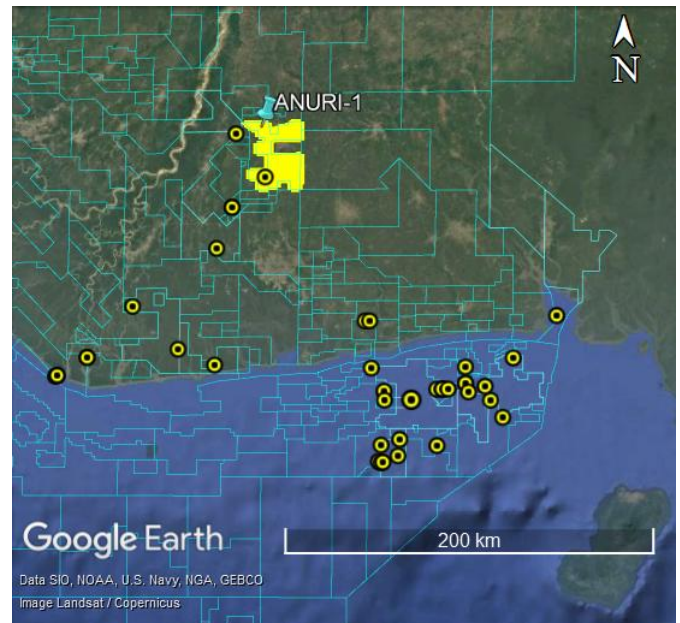 N
ANURI-1
Google Earth
200 km
Data SIO, NOAA, U.S. Navy, NGA, GEBCO
Image Landsat / Copernicus